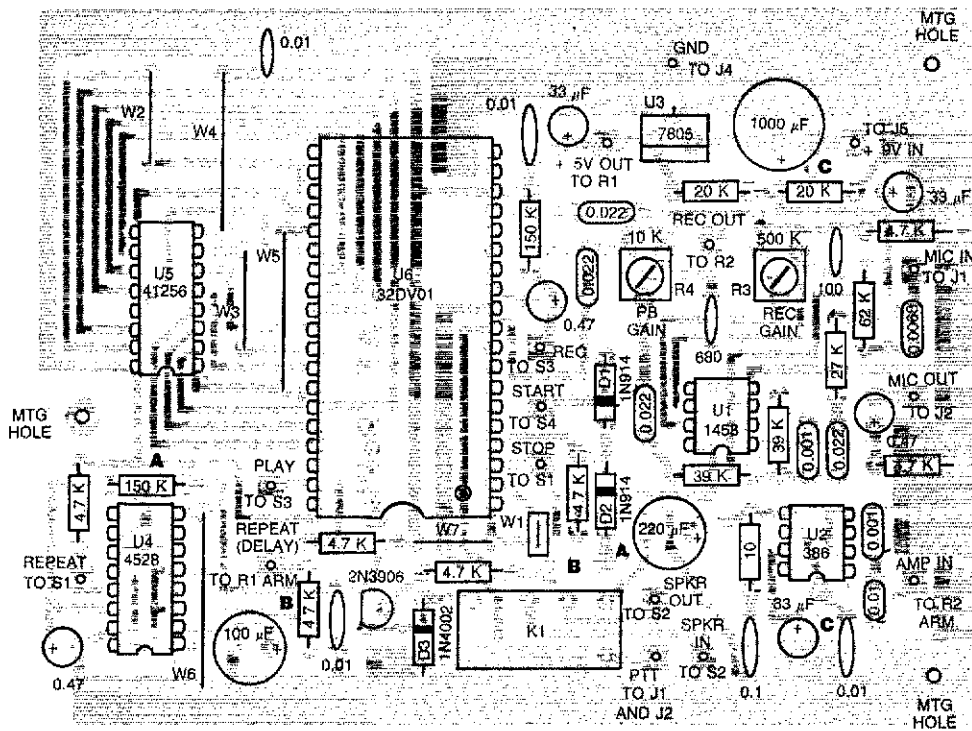 MTG
HOLE
0.01
GND
TO J4
W2
W4
0.01
33 µF
U3
7805
1000 µF
TO J5
+ 9V IN
+ 5V OUT
TO R1
C
20 K
20 K
33 µF
150 K
0.022
REC OUT
4.7 K
W5
10 K
TO R2
500 K
MIC IN
TO J1
U5
41256
U6
32DV01
0.022
R4
R3
100
W3
PB
GAIN
REC
GAIN
62 K
0.0068
0.47
680
27 K
REC
TO S3
D1
1N914
MIC OUT
TO J2
START
TO S4
0.022
U1
1458
MTG
HOLE
39 K
0.001
0.022
0.47
STOP
TO S1
A
PLAY
TO S3
39 K
2.7 K
4.7 K
150 K
4.7 K
D2
1N914
U4
4528
REPEAT
(DELAY)
4.7 K
W7
W1
220 µF
A
10
U2
386
0.001
REPEAT
TO S1
TO R1 ARM
2N3906
4.7 K
B
SPKR
OUT
TO S2
AMP IN
TO R2
ARM
B
4.7 K
0.01
100 µF
D3
1N4002
K1
SPKR
IN
TO S2
33 µF
C
0.47
W6
0.01
PTT
TO J1
AND J2
0.1
0.01
MTG
HOLE